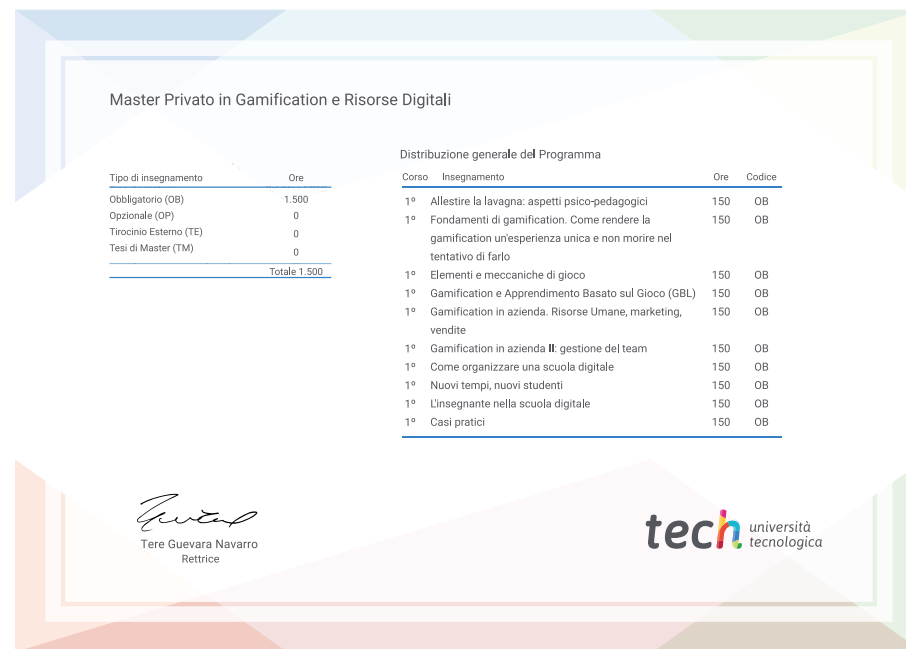 Master Privato in Gamification e Risorse Digitali
Tipo di insegnamento Ore
Obbligatorio (OB) 1.500
Opzionale (OP) 0
Tirocinio Esterno (TE) 0
Tesi di Master (TM) 0
Totale 1.500
Distribuzione generale del Programma
Corso Insegnamento Ore Codice
1º Allestire la lavagna: aspetti psico-pedagogici 150 OB
1º Fondamenti di gamification. Come rendere la 150 OB
gamification un'esperienza unica e non morire nel
tentativo di farlo
1º Elementi e meccaniche di gioco 150 OB
1º Gamification e Apprendimento Basato sul Gioco (GBL) 150 OB
1º Gamification in azienda. Risorse Umane, marketing, 150 OB
vendite
1º Gamification in azienda II: gestione del team 150 OB
1º Come organizzare una scuola digitale 150 OB
1º Nuovi tempi, nuovi studenti 150 OB
1º L'insegnante nella scuola digitale 150 OB
1º Casi pratici 150 OB
Tere Guevara Navarro
Rettrice
tech università
tecnologica